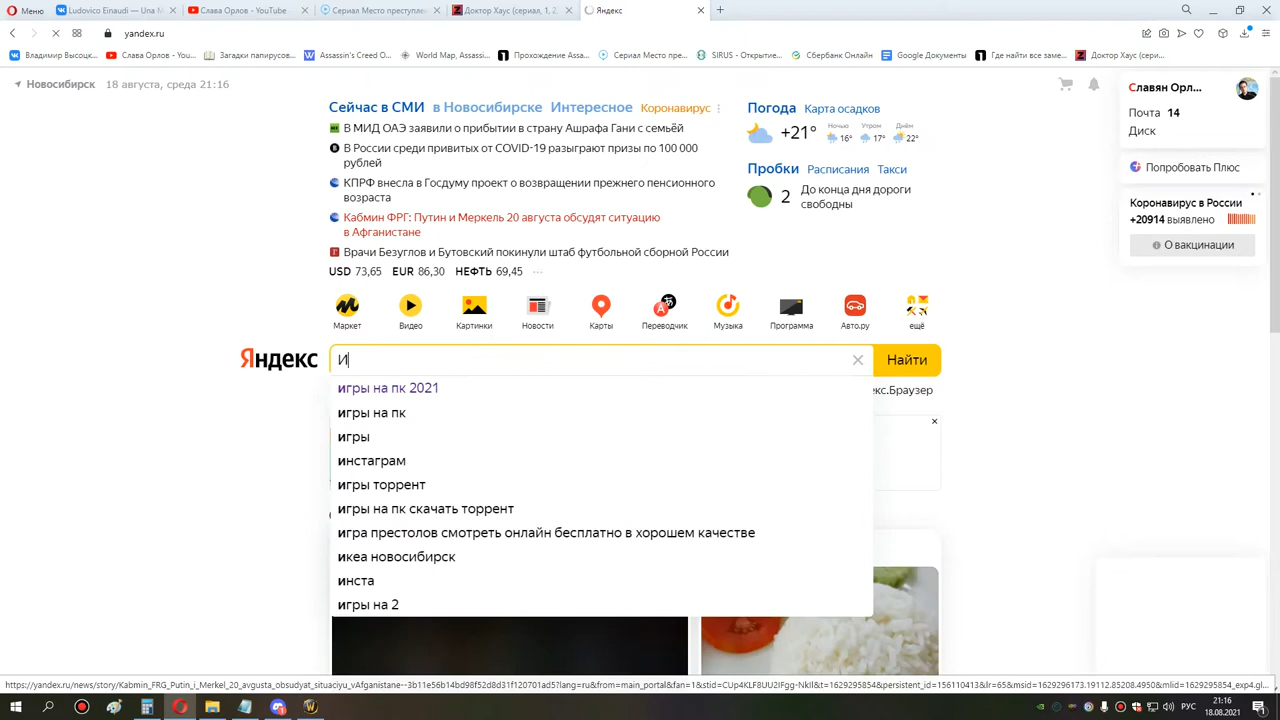 Меню
Ludovico Einaudi — Una M
Слава Орлов - YouTube
Сериал Место преступлен
Доктор Хаус (сериал, 1, 2,
Яндекс
yandex.ru
Владимир Высоцк...
Слава Орлов - You...
Загадки папирусов...
Assassin's Creed O...
World Map, Assassi...
Прохождение Assa...
Сериал Место пре...
SIRUS - Открытие...
Сбербанк Онлайн
Google Документы
Где найти все заме...
Доктор Хаус (сери...
Новосибирск 18 августа, среда 21:16
Сейчас в СМИ в Новосибирске Интересное Коронавирус
В МИД ОАЭ заявили о прибытии в страну Ашрафа Гани с семьёй
В России среди привитых от COVID-19 разыграют призы по 100 000
рублей
КПРФ внесла в Госдуму проект о возвращении прежнего пенсионного
возраста
Кабмин ФРГ: Путин и Меркель 20 августа обсудят ситуацию
в Афганистане
Врачи Безуглов и Бутовский покинули штаб футбольной сборной России
USD 73,65 EUR 86,30 НЕФТЬ 69,45 ...
Погода Карта осадков
+21° Ночью 16° Утром 17° Днём 22°
Пробки Расписания Такси
2 До конца дня дороги
свободны
Славян Орл...
Почта 14
Диск
Попробовать Плюс
Коронавирус в России
+20914 выявлено
О вакцинации
Маркет
Видео
Картинки
Новости
Карты
Переводчик
Музыка
Программа
Авто.ру
ещё
Яндекс
И
Найти
екс.Браузер
игры на пк 2021
игры на пк
игры
инстаграм
игры торрент
игры на пк скачать торрент
игра престолов смотреть онлайн бесплатно в хорошем качестве
икеа новосибирск
инста
игры на 2
РУС
21:16
18.08.2021